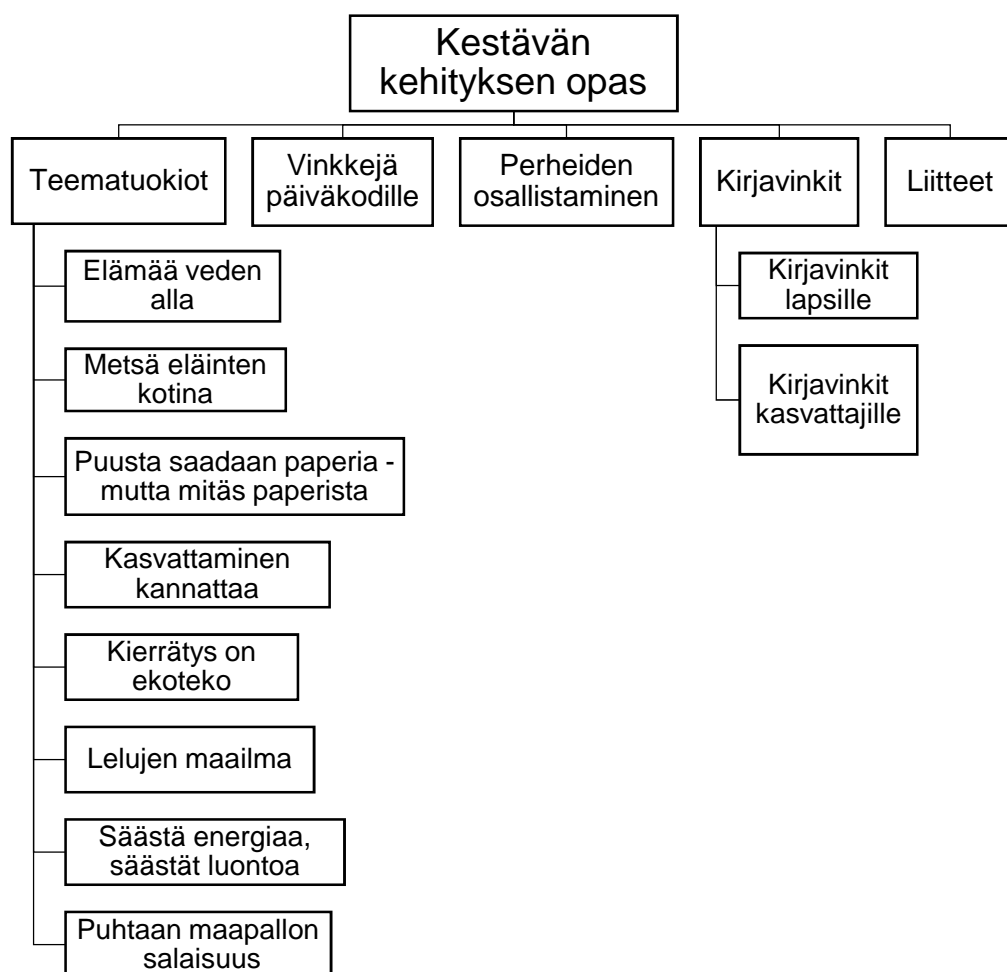 Kestävän
kehityksen opas
Teematuokiot
Vinkkejä
päiväkodille
Perheiden
osallistaminen
Kirjavinkit
Liitteet
Elämää veden
alla
Metsä eläinten
kotina
Puusta saadaan paperia -
mutta mitäs paperista
Kasvattaminen
kannattaa
Kierrätys on
ekoteko
Lelujen maailma
Säästä energiaa,
säästät luontoa
Puhtaan maapallon
salaisuus
Kirjavinkit
lapsille
Kirjavinkit
kasvattajille